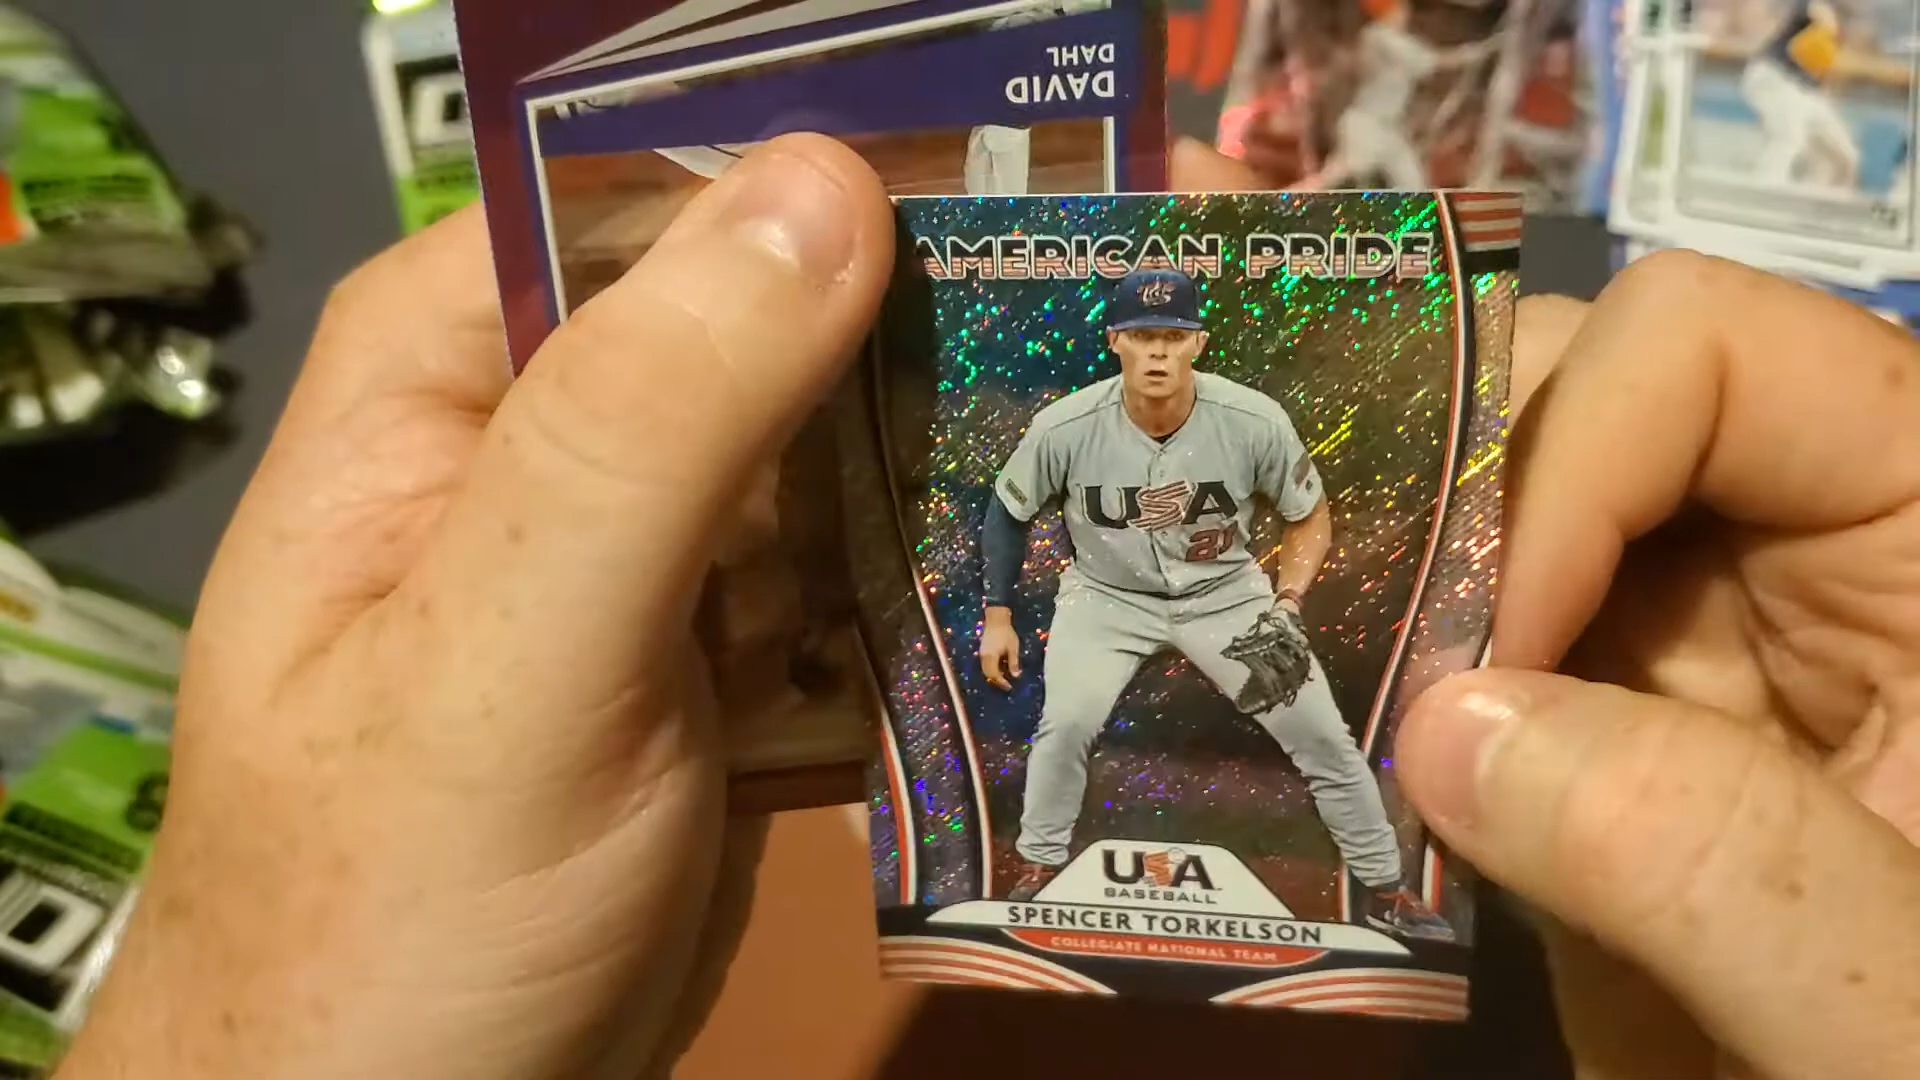 DAVID
DAHL
AMERICAN PRIDE
USA
21
USA
BASEBALL
SPENCER TORKELSON
COLLEGIATE NATIONAL TEAM